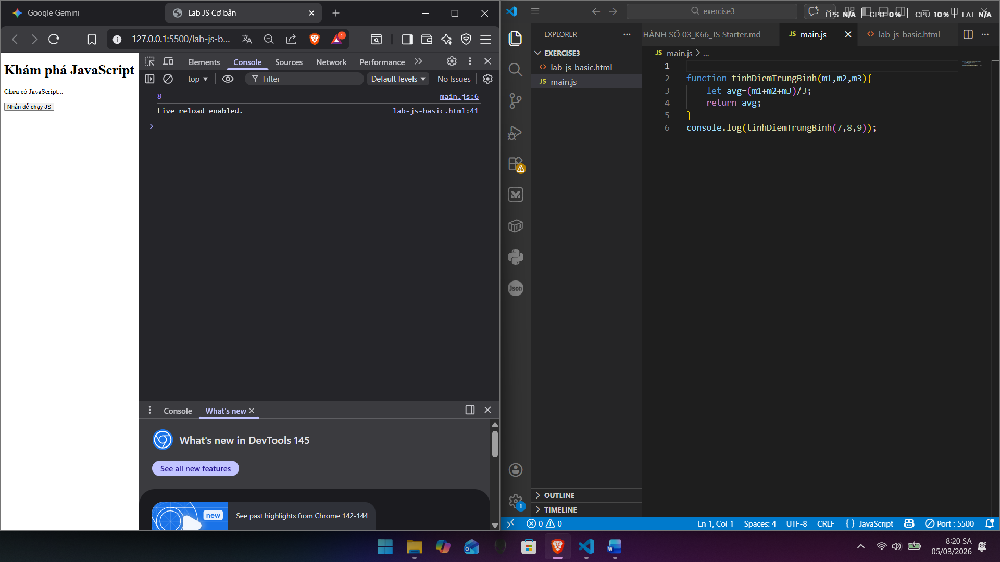 Google Gemini
Lab JS Cơ bản
127.0.0.1:5500/lab-js-b...
1
Khám phá JavaScript
Chưa có JavaScript...
Nhấn để chạy JS
Elements
Console
Sources
Network
Performance
top
Filter
Default levels
No Issues
8
main.js:6
Live reload enabled.
lab-js-basic.html:41
Console
What's new
What's new in DevTools 145
See all new features
new
See past highlights from Chrome 142-144
exercise3
FPS N/A
GPU 0%
CPU 10%
LAT N/A
EXPLORER
EXERCISE3
lab-js-basic.html
JS main.js
Json
OUTLINE
TIMELINE
1
HÀNH SỐ 03_K66_JS Starter.md
JS main.js
lab-js-basic.html
JS main.js > ...
1
2 function tinhDiemTrungBinh(m1,m2,m3){
3 let avg=(m1+m2+m3)/3;
4 return avg;
5 }
6 console.log(tinhDiemTrungBinh(7,8,9));
0 0
Ln 1, Col 1
Spaces: 4
UTF-8
CRLF
{ } JavaScript
Port : 5500
8:20 SA
05/03/2026